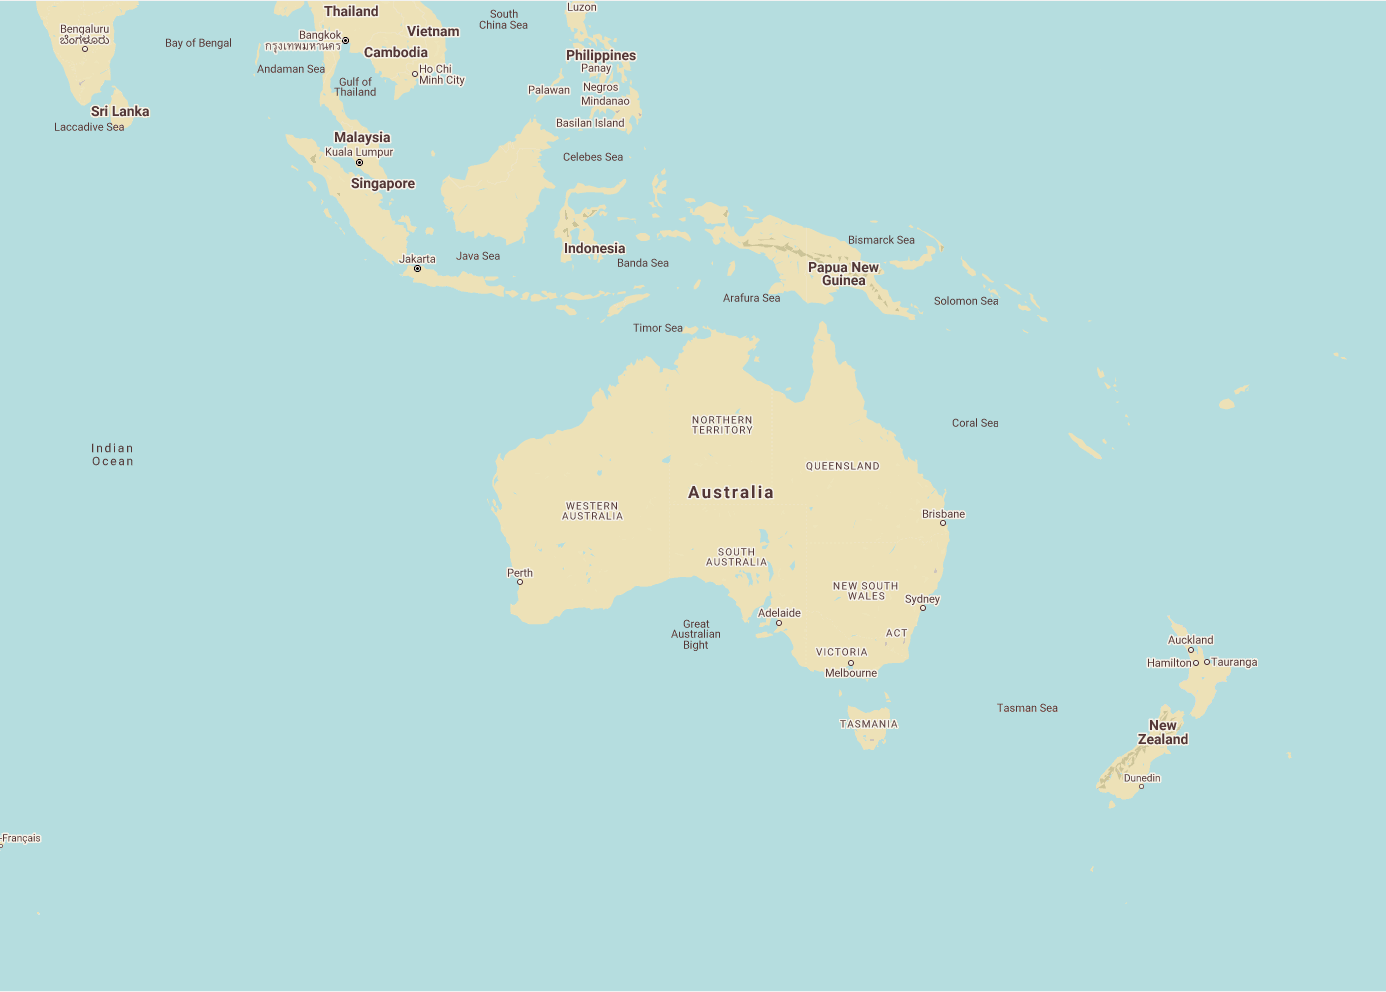 Thailand
South
China Sea
Luzon
Bengaluru
ಬೆಂಗಳೂರು
Bay of Bengal
Bangkok
กรุงเทพมหานคร
Vietnam
Cambodia
Philippines
Panay
Andaman Sea
Ho Chi
Minh City
Gulf of
Thailand
Palawan
Negros
Mindanao
Sri Lanka
Laccadive Sea
Basilan Island
Malaysia
Kuala Lumpur
Celebes Sea
Singapore
Indonesia
Bismarck Sea
Jakarta
Java Sea
Banda Sea
Papua New
Guinea
Arafura Sea
Solomon Sea
Timor Sea
NORTHERN
TERRITORY
Coral Sea
Indian
Ocean
QUEENSLAND
Australia
WESTERN
AUSTRALIA
Brisbane
SOUTH
AUSTRALIA
Perth
NEW SOUTH
WALES
Sydney
Adelaide
Great
Australian
Bight
ACT
VICTORIA
Melbourne
Auckland
Hamilton
Tauranga
TASMANIA
Tasman Sea
New
Zealand
Dunedin
-Français